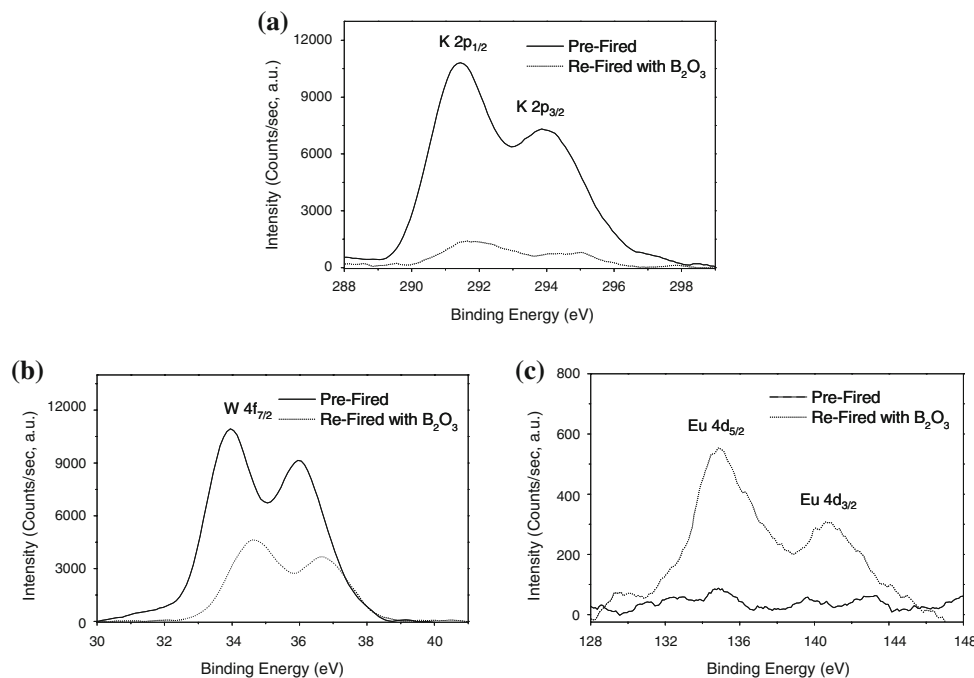 (a)
K 2p1/2
K 2p3/2
Pre-Fired
Re-Fired with B2O3
12000
9000
6000
3000
0
Intensity (Counts/sec, a.u.)
288 290 292 294 296 298
Binding Energy (eV)
(b)
W 4f7/2
Pre-Fired
Re-Fired with B2O3
12000
9000
6000
3000
0
Intensity (Counts/sec, a.u.)
30 32 34 36 38 40
Binding Energy (eV)
(c)
Pre-Fired
Re-Fired with B2O3
Eu 4d5/2
Eu 4d3/2
800
600
400
200
0
Intensity (Counts/sec, a.u.)
128 132 136 140 144 148
Binding Energy (eV)